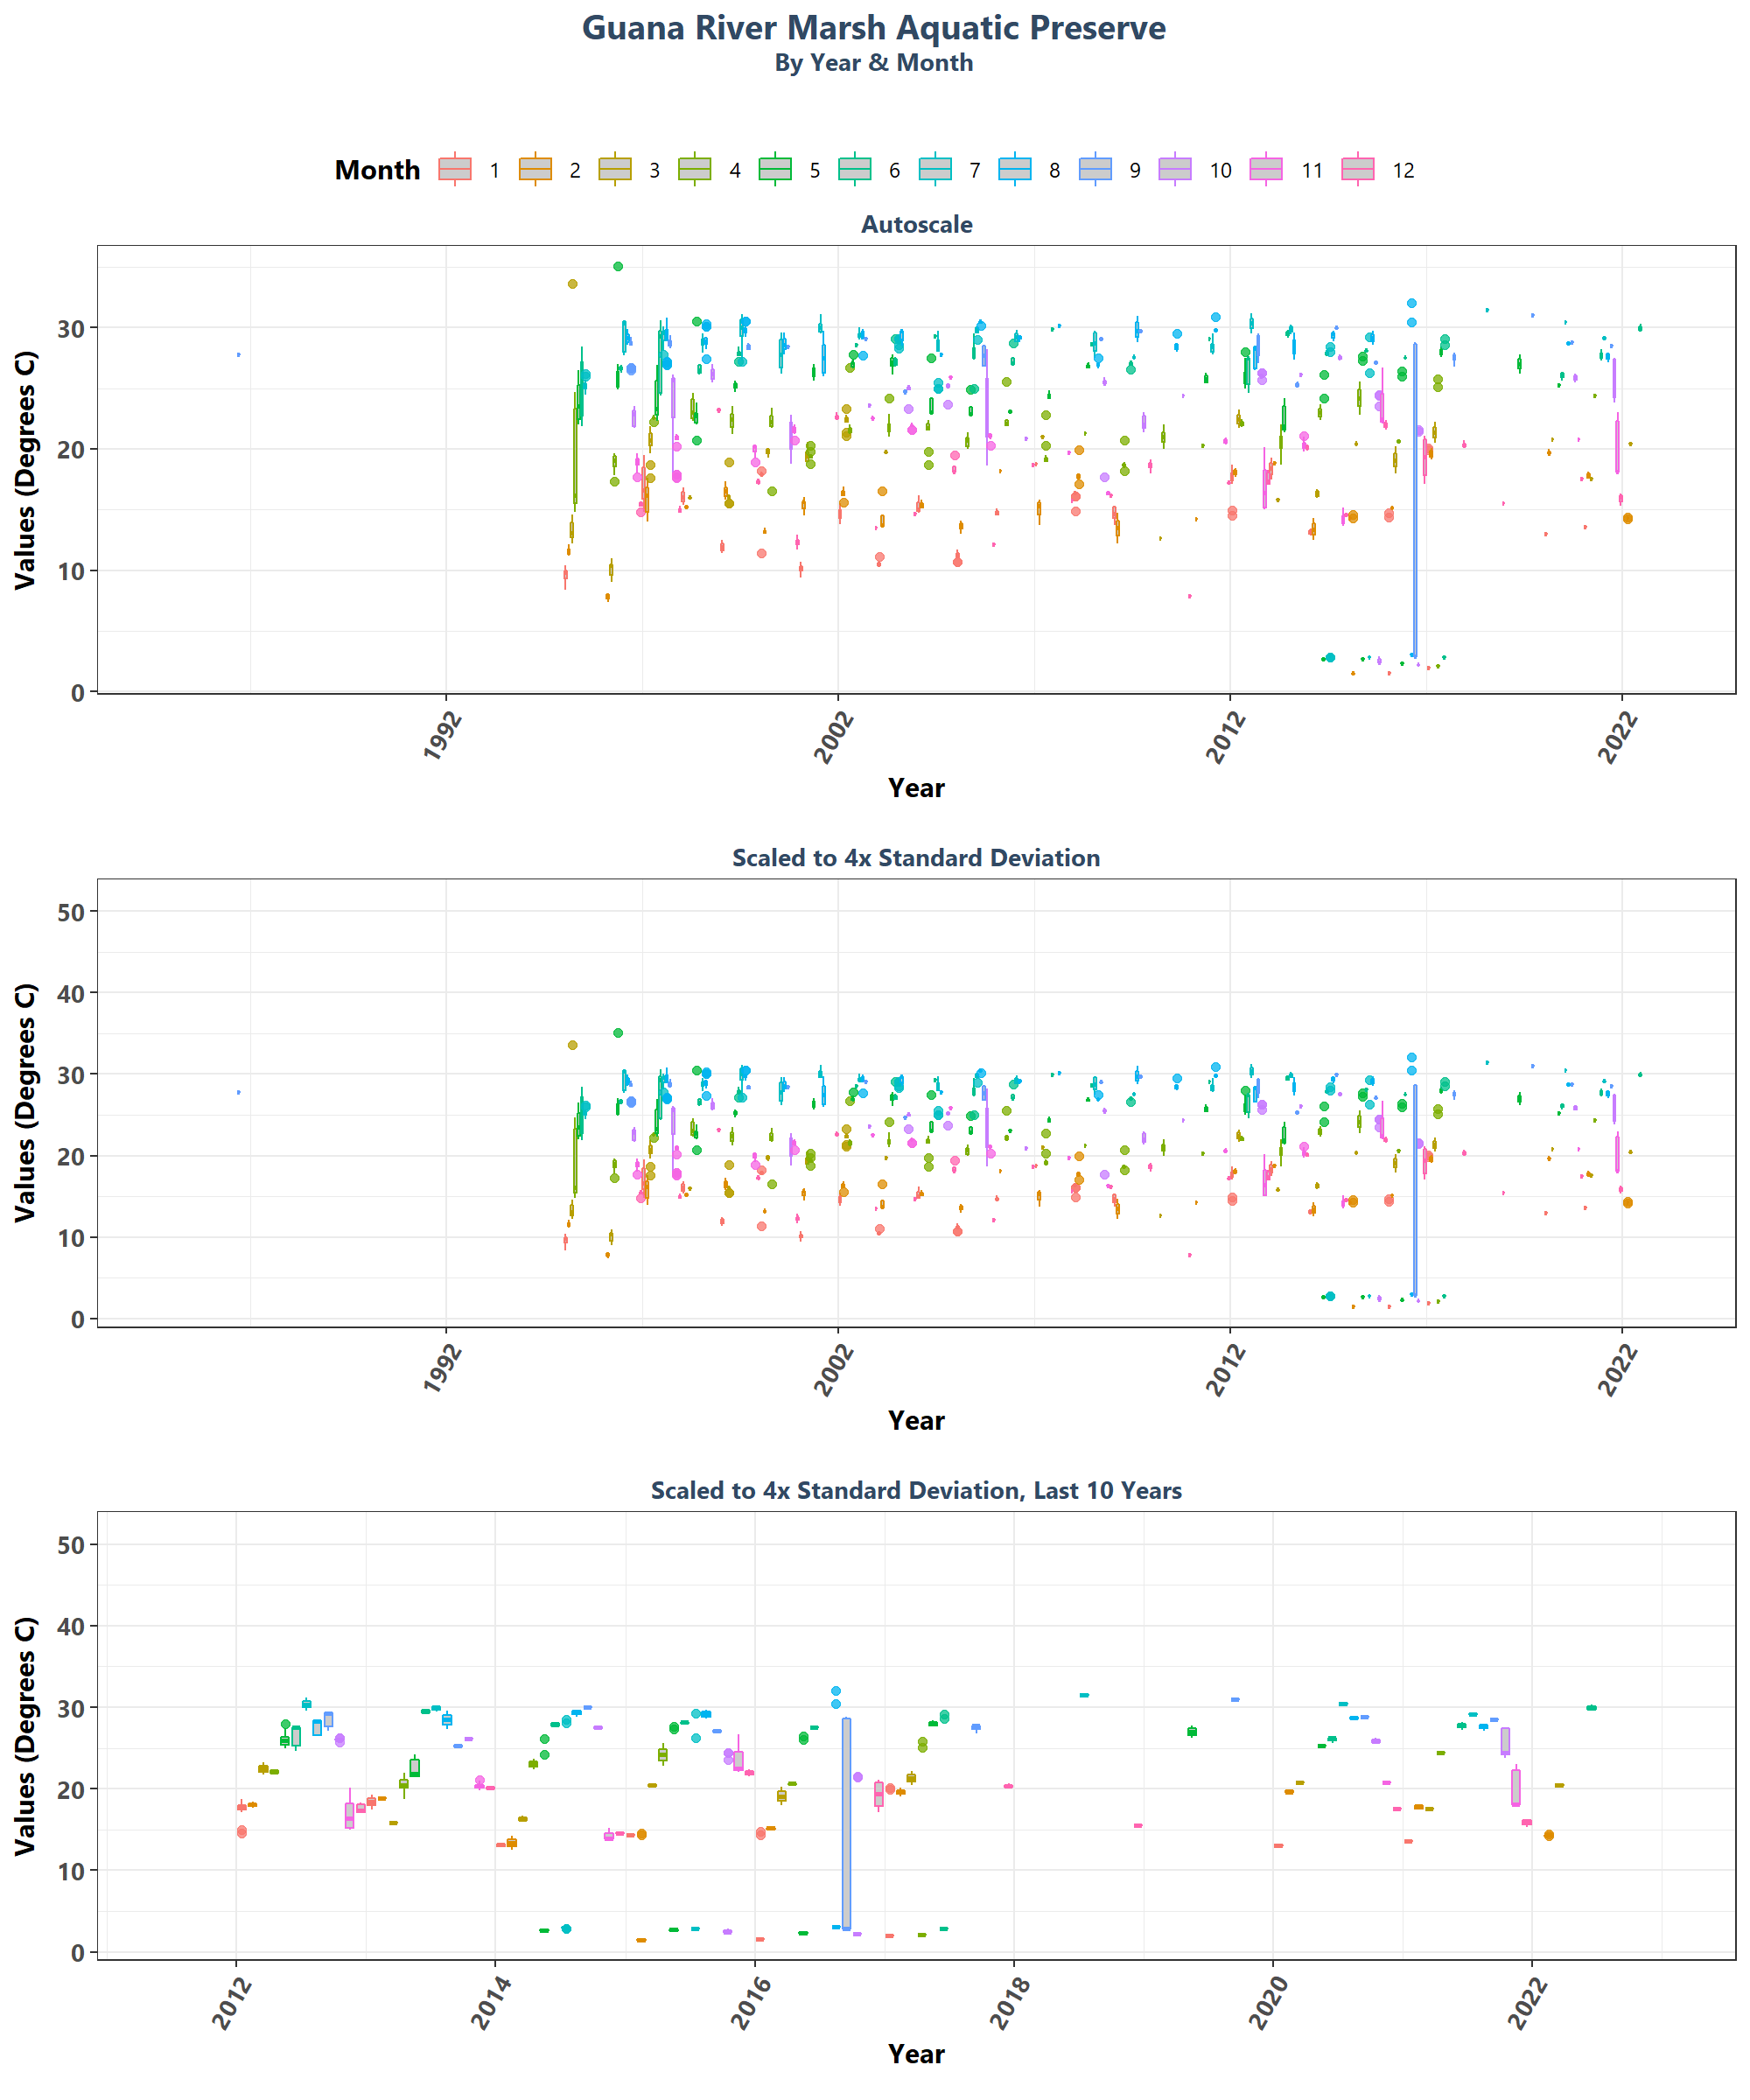 Guana River Marsh Aquatic Preserve
By Year & Month
Month 1 2 3 4 5 6 7 8 9 10 11 12
Autoscale
Values (Degrees C)
30
20
10
0
1992 2002 2012 2022
Year
Scaled to 4x Standard Deviation
Values (Degrees C)
50
40
30
20
10
0
1992 2002 2012 2022
Year
Scaled to 4x Standard Deviation, Last 10 Years
Values (Degrees C)
50
40
30
20
10
0
2012 2014 2016 2018 2020 2022
Year